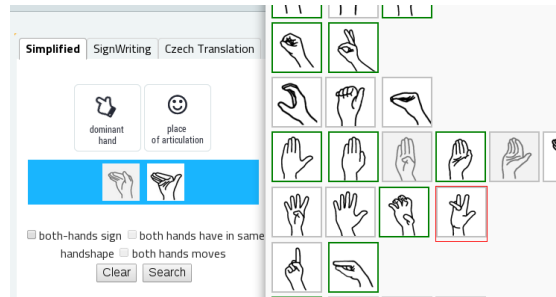 Simplified SignWriting Czech Translation
dominant
hand
place
of articulation
both-hands sign both hands have in same
handshape both hands moves
Clear Search